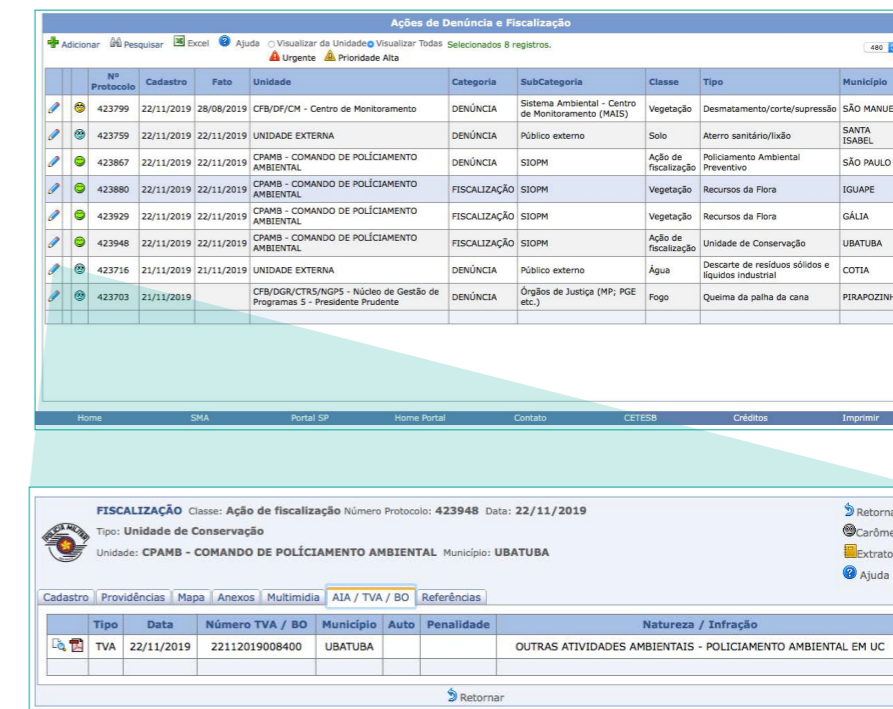 Ações de Denúncia e Fiscalização
Adicionar Pesquisar Excel Ajuda Visualizar da Unidade Visualizar Todas Selecionados 8 registros. 480
Urgente Prioridade Alta
Nº Protocolo Cadastro Fato Unidade Categoria SubCategoria Classe Tipo Município
423799 22/11/2019 28/08/2019 CFB/DF/CM - Centro de Monitoramento DENÚNCIA Sistema Ambiental - Centro de Monitoramento (MAIS) Vegetação Desmatamento/corte/supressão SÃO MANUE
423759 22/11/2019 22/11/2019 UNIDADE EXTERNA DENÚNCIA Público externo Solo Aterro sanitário/lixão SANTA ISABEL
423867 22/11/2019 22/11/2019 CPAMB - COMANDO DE POLÍCIAMENTO AMBIENTAL DENÚNCIA SIOPM Ação de fiscalização Policiamento Ambiental Preventivo SÃO PAULO
423880 22/11/2019 22/11/2019 CPAMB - COMANDO DE POLÍCIAMENTO AMBIENTAL FISCALIZAÇÃO SIOPM Vegetação Recursos da Flora IGUAPE
423929 22/11/2019 22/11/2019 CPAMB - COMANDO DE POLÍCIAMENTO AMBIENTAL FISCALIZAÇÃO SIOPM Vegetação Recursos da Flora GÁLIA
423948 22/11/2019 22/11/2019 CPAMB - COMANDO DE POLÍCIAMENTO AMBIENTAL FISCALIZAÇÃO SIOPM Ação de fiscalização Unidade de Conservação UBATUBA
423716 21/11/2019 21/11/2019 UNIDADE EXTERNA DENÚNCIA Público externo Água Descarte de resíduos sólidos e líquidos industrial COTIA
423703 21/11/2019 CFB/DGR/CTR5/NGP5 - Núcleo de Gestão de Programas 5 - Presidente Prudente DENÚNCIA Órgãos de Justiça (MP; PGE etc.) Fogo Queima da palha da cana PIRAPOZINH
Home SMA Portal SP Home Portal Contato CETESB Créditos Imprimir
FISCALIZAÇÃO Classe: Ação de fiscalização Número Protocolo: 423948 Data: 22/11/2019
Tipo: Unidade de Conservação
Unidade: CPAMB - COMANDO DE POLÍCIAMENTO AMBIENTAL Município: UBATUBA
Retorna
Carôme
Extrato
Ajuda
Cadastro Providências Mapa Anexos Multimidia AIA / TVA / BO Referências
Tipo Data Número TVA / BO Município Auto Penalidade Natureza / Infração
TVA 22/11/2019 22112019008400 UBATUBA OUTRAS ATIVIDADES AMBIENTAIS - POLICIAMENTO AMBIENTAL EM UC
Retornar